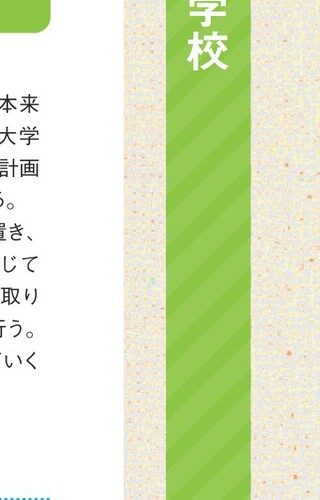 学校
本来
大学
計画
る。
置き、
じて
取り
行う。
ていく